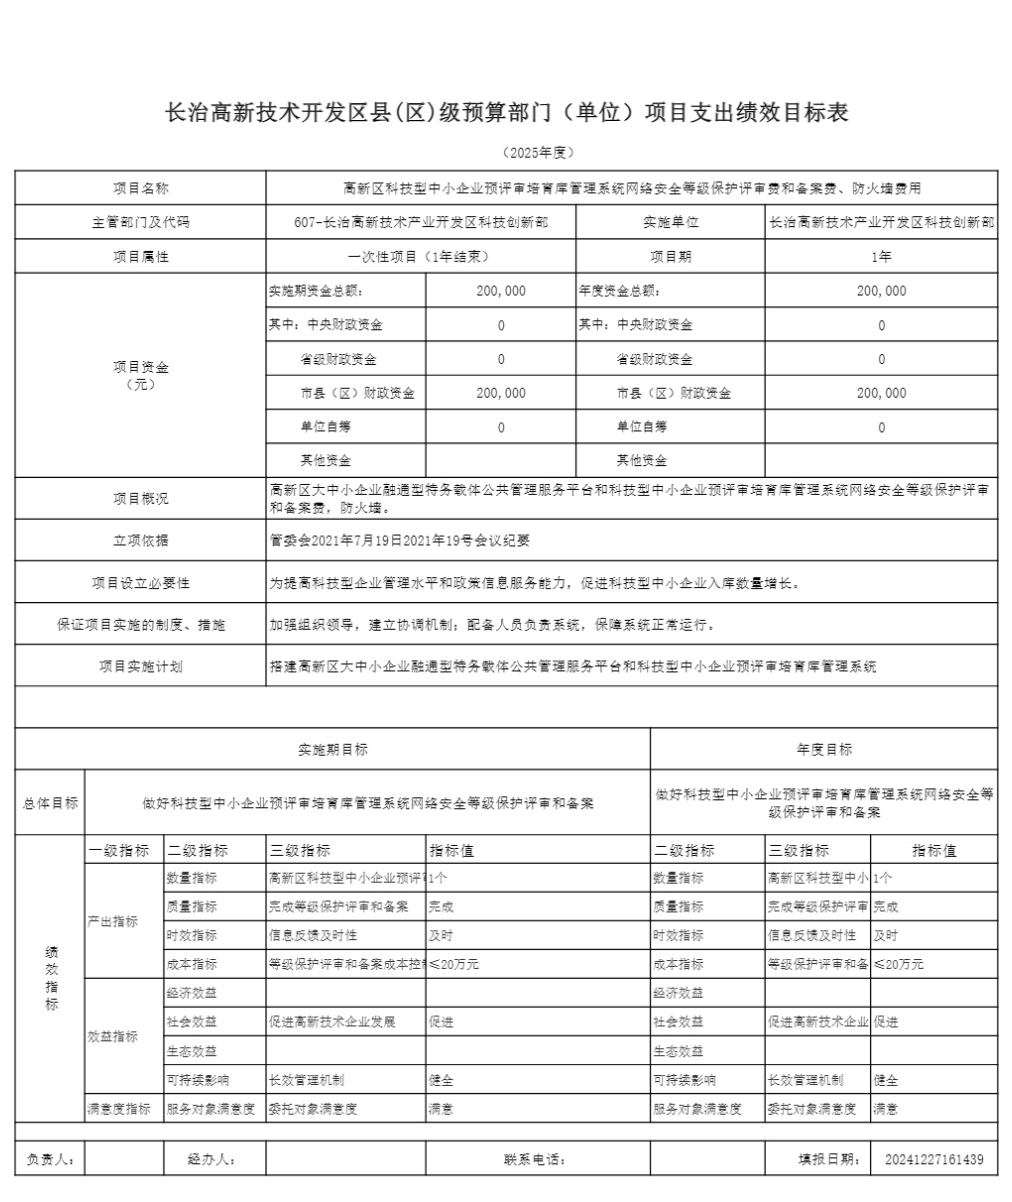 长治高新技术开发区县(区)级预算部门（单位）项目支出绩效目标表
（2025年度）
项目名称 高新区科技型中小企业预评审培育库管理系统网络安全等级保护评审费和备案费、防火墙费用
主管部门及代码 607-长治高新技术产业开发区科技创新部 实施单位 长治高新技术产业开发区科技创新部
项目属性 一次性项目（1年结束） 项目期 1年
项目资金
（元）
实施期资金总额： 200,000 年度资金总额： 200,000
其中：中央财政资金 0 其中：中央财政资金 0
省级财政资金 0 省级财政资金 0
市县（区）财政资金 200,000 市县（区）财政资金 200,000
单位自筹 0 单位自筹 0
其他资金 其他资金
项目概况 高新区大中小企业融通型特务载体公共管理服务平台和科技型中小企业预评审培育库管理系统网络安全等级保护评审
和备案费，防火墙。
立项依据 管委会2021年7月19日2021年19号会议纪要
项目设立必要性 为提高科技型企业管理水平和政策信息服务能力，促进科技型中小企业入库数量增长。
保证项目实施的制度、措施 加强组织领导，建立协调机制；配备人员负责系统，保障系统正常运行。
项目实施计划 搭建高新区大中小企业融通型特务载体公共管理服务平台和科技型中小企业预评审培育库管理系统
实施期目标 年度目标
总体目标 做好科技型中小企业预评审培育库管理系统网络安全等级保护评审和备案 做好科技型中小企业预评审培育库管理系统网络安全等
级保护评审和备案
绩效指标
一级指标 二级指标 三级指标 指标值 二级指标 三级指标 指标值
产出指标
数量指标 高新区科技型中小企业预评 1个 数量指标 高新区科技型中小 1个
质量指标 完成等级保护评审和备案 完成 质量指标 完成等级保护评审 完成
时效指标 信息反馈及时性 及时 时效指标 信息反馈及时性 及时
成本指标 等级保护评审和备案成本控 ≤20万元 成本指标 等级保护评审和备 ≤20万元
效益指标
经济效益 经济效益
社会效益 促进高新技术企业发展 促进 社会效益 促进高新技术企业 促进
生态效益 生态效益
可持续影响 长效管理机制 健全 可持续影响 长效管理机制 健全
满意度指标 服务对象满意度 委托对象满意度 满意 服务对象满意度 委托对象满意度 满意
负责人： 经办人： 联系电话： 填报日期： 20241227161439